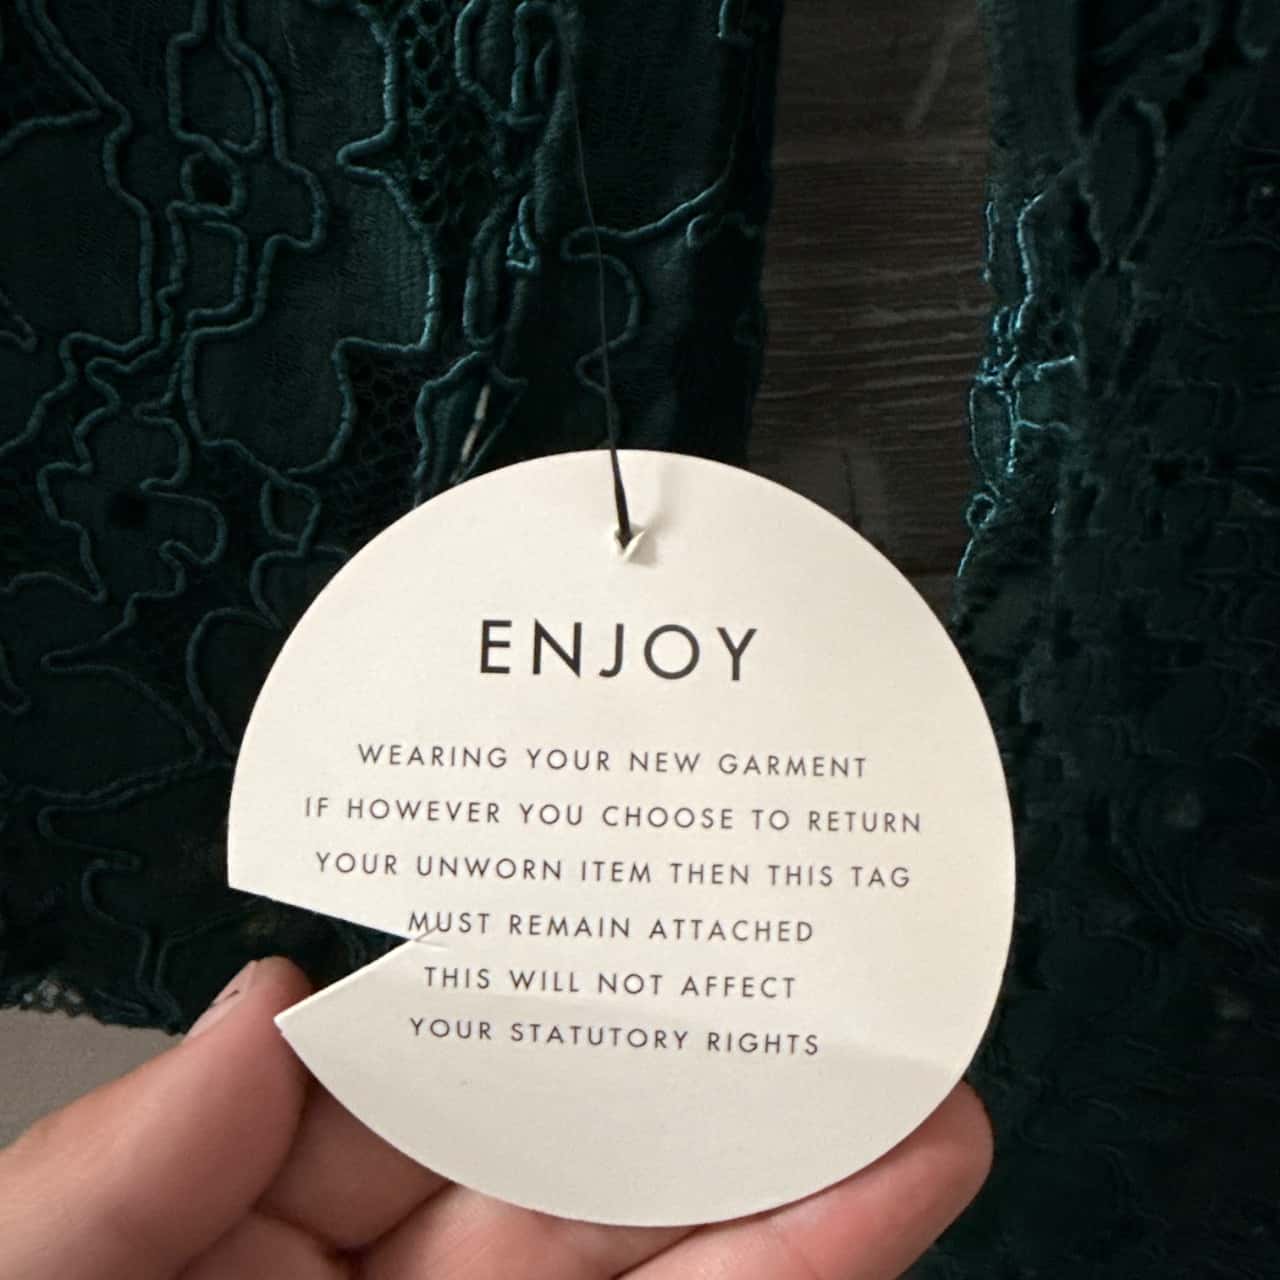 ENJOY
WEARING YOUR NEW GARMENT
IF HOWEVER YOU CHOOSE TO RETURN
YOUR UNWORN ITEM THEN THIS TAG
MUST REMAIN ATTACHED
THIS WILL NOT AFFECT
YOUR STATUTORY RIGHTS